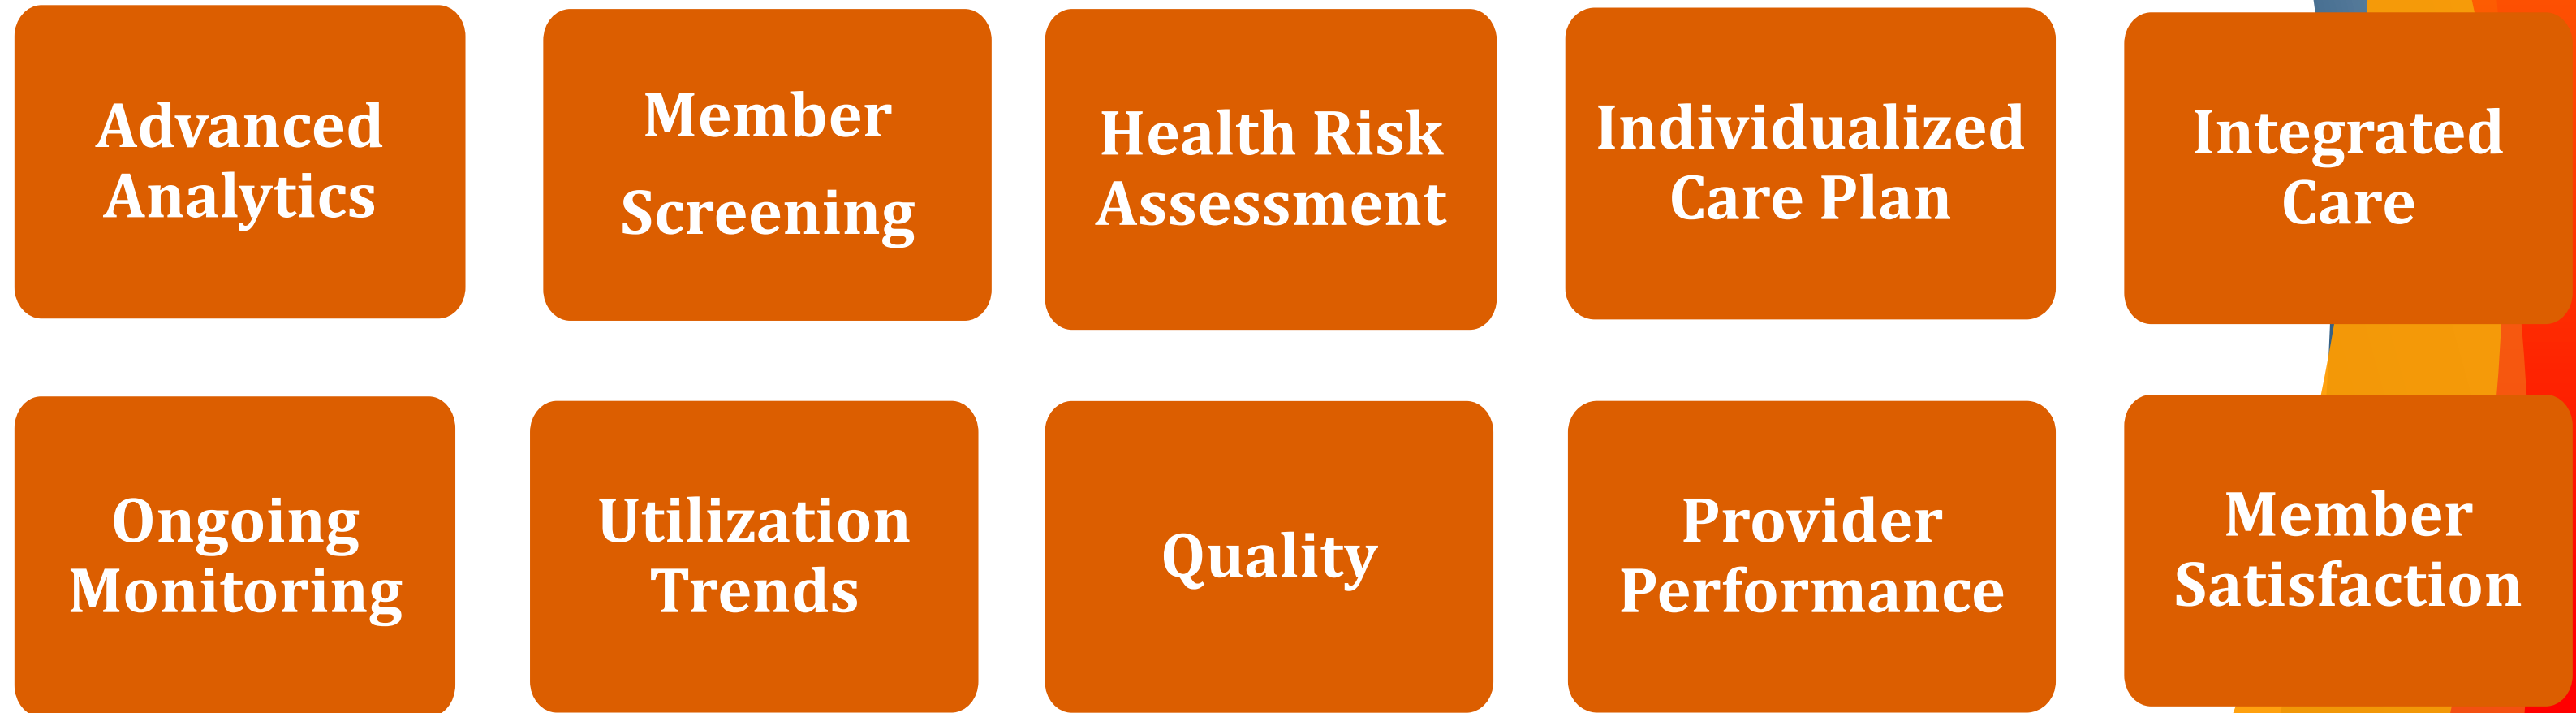 Advanced
Analytics
Member
Screening
Health Risk
Assessment
Individualized
Care Plan
Integrated
Care
Ongoing
Monitoring
Utilization
Trends
Quality
Provider
Performance
Member
Satisfaction